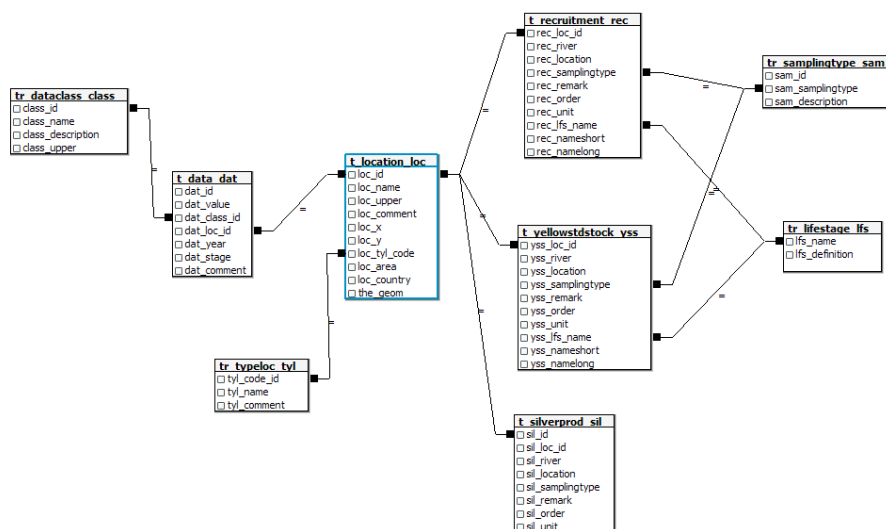 tr_dataclass_class
class_id
class_name
class_description
class_upper
t_data_dat
dat_id
dat_value
dat_class_id
dat_loc_id
dat_year
dat_stage
dat_comment
t_location_loc
loc_id
loc_name
loc_upper
loc_comment
loc_x
loc_y
loc_tyl_code
loc_area
loc_country
the_geom
tr_typeloc_tyl
tyl_code_id
tyl_name
tyl_comment
t_recruitment_rec
rec_loc_id
rec_river
rec_location
rec_samplingtype
rec_remark
rec_order
rec_unit
rec_lfs_name
rec_nameshort
rec_namelong
t_yellowstdstock_yss
yss_loc_id
yss_river
yss_location
yss_samplingtype
yss_remark
yss_order
yss_unit
yss_lfs_name
yss_nameshort
yss_namelong
t_silverprod_sil
sil_id
sil_loc_id
sil_river
sil_location
sil_samplingtype
sil_remark
sil_order
sil_unit
tr_samplingtype_sam
sam_id
sam_samplingtype
sam_description
tr_lifestage_lfs
lfs_name
lfs_definition
=
=
=
=
=
=
=
=
=
=